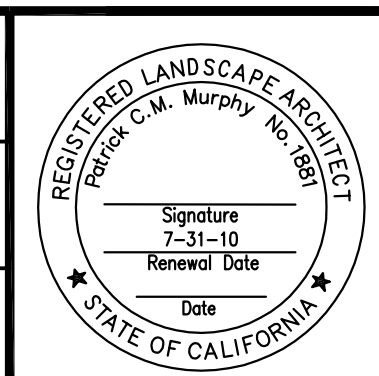 REGISTERED LANDSCAPE ARCHITECT
Patrick C.M. Murphy No. 1881
Signature
7-31-10
Renewal Date
Date
STATE OF CALIFORNIA